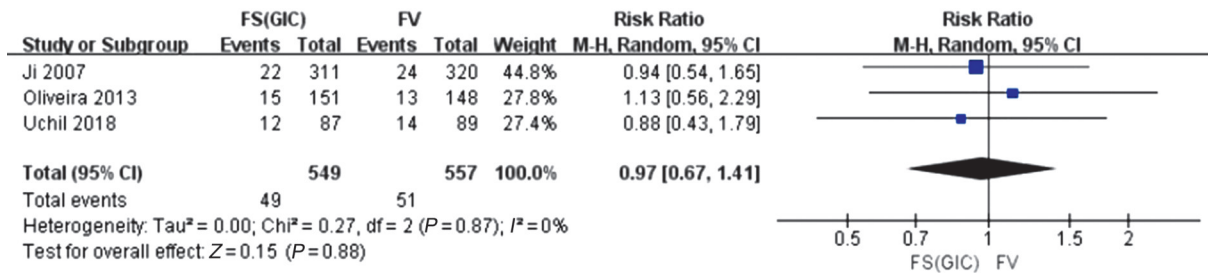 FS(GIC) FV Risk Ratio Risk Ratio
Study or Subgroup Events Total Events Total Weight M-H, Random, 95% CI M-H, Random, 95% CI
Ji 2007 22 311 24 320 44.8% 0.94 [0.54, 1.65]
Oliveira 2013 15 151 13 148 27.8% 1.13 [0.56, 2.29]
Uchil 2018 12 87 14 89 27.4% 0.88 [0.43, 1.79]
Total (95% CI) 549 557 100.0% 0.97 [0.67, 1.41]
Total events 49 51
Heterogeneity: Tau² = 0.00; Chi² = 0.27, df = 2 (P = 0.87); I² = 0%
Test for overall effect: Z = 0.15 (P = 0.88)
0.5 0.7 1 1.5 2
FS(GIC) FV